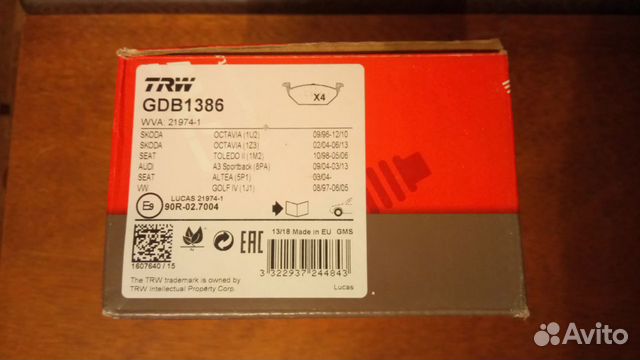 TRW
GDB1386
X4
WVA: 21974-1
SKODA OCTAVIA (1U2) 09/96-12/10
SKODA OCTAVIA (1Z3) 02/04-06/13
SEAT TOLEDO II (1M2) 10/98-05/06
AUDI A3 Sportback (8PA) 09/04-03/13
SEAT ALTEA (5P1) 03/04-
VW GOLF IV (1J1) 08/97-06/05
LUCAS 21974-1
E9 90R-02.7004
13/18 Made in EU GMS
EAC
1607640 / 15
3 322937 244843
The TRW trademark is owned by
TRW Intellectual Property Corp.
Lucas
Avito